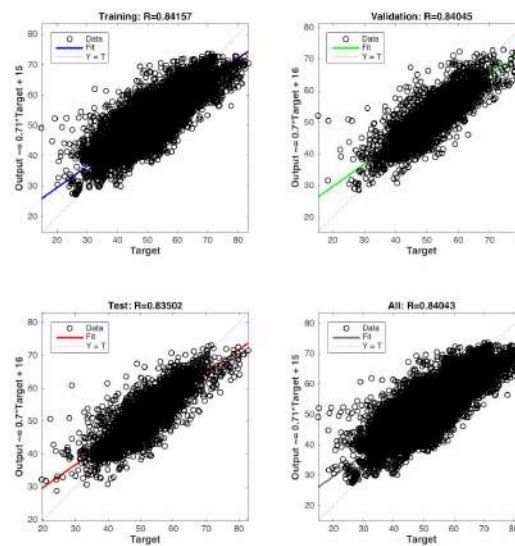 Training: R=0.84157
Data
Fit
Y = T
Output ~= 0.71*Target + 15
80
70
60
50
40
30
20
20 30 40 50 60 70 80
Target
Validation: R=0.84045
Data
Fit
Y = T
Output ~= 0.7*Target + 16
80
70
60
50
40
30
20
20 30 40 50 60 70
Target
Test: R=0.83502
Data
Fit
Y = T
Output ~= 0.7*Target + 16
80
70
60
50
40
30
20
20 30 40 50 60 70 80
Target
All: R=0.84043
Data
Fit
Y = T
Output ~= 0.71*Target + 15
80
70
60
50
40
30
20
20 30 40 50 60 70 80
Target